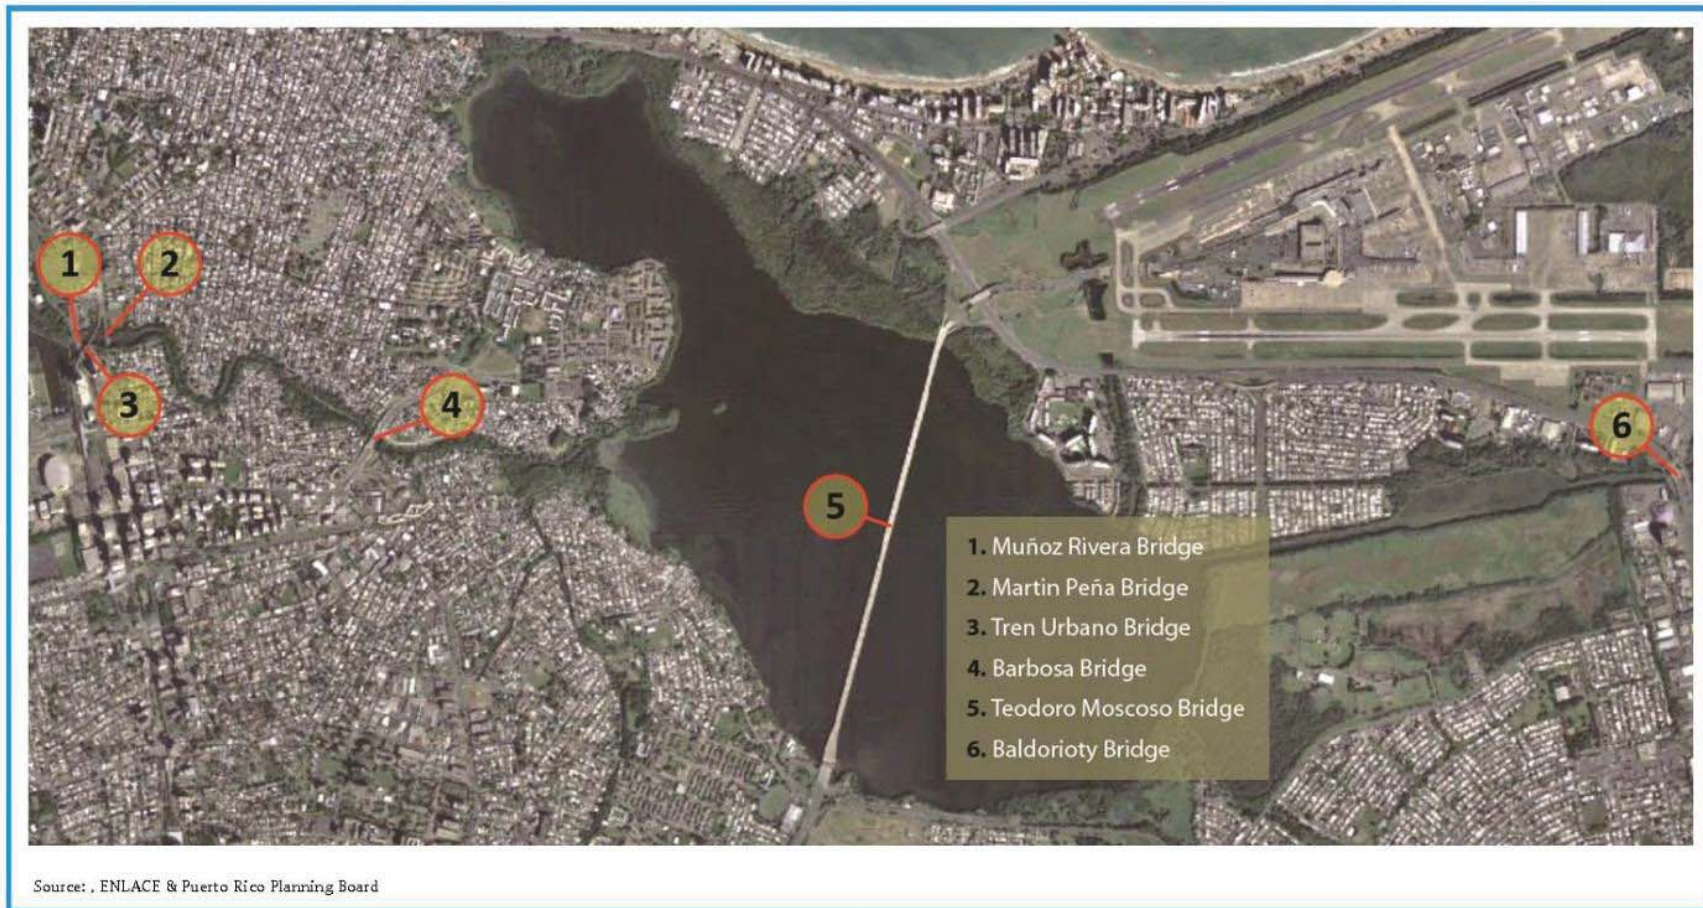 1
2
3
4
5
6
1. Muñoz Rivera Bridge
2. Martin Peña Bridge
3. Tren Urbano Bridge
4. Barbosa Bridge
5. Teodoro Moscoso Bridge
6. Baldorioty Bridge
Source: , ENLACE & Puerto Rico Planning Board